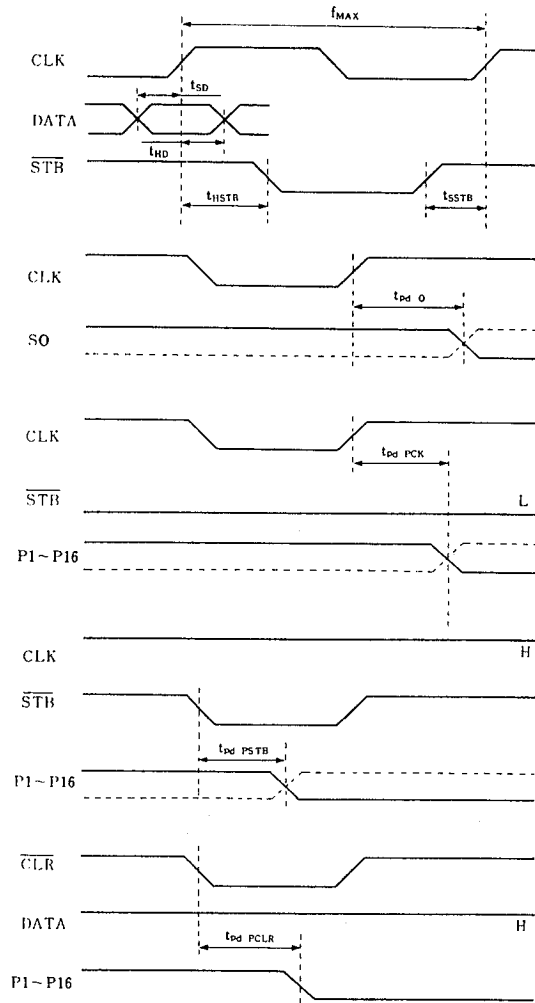 fMAX
CLK
tSD
DATA
tHD
STB
tHSTB
tSSTB
CLK
tpd O
SO
CLK
tpd PCK
STB
L
P1~P16
CLK
H
STB
tpd PSTB
P1~P16
CLR
DATA
H
tpd PCLR
P1~P16